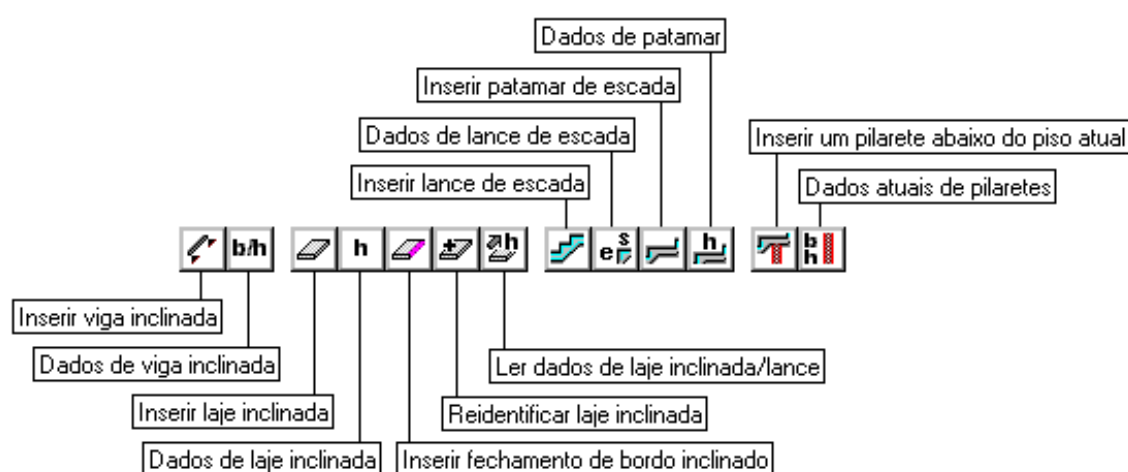 Dados de patamar
Inserir patamar de escada
Dados de lance de escada
Inserir um pilarete abaixo do piso atual
Inserir lance de escada
Dados atuais de pilaretes
b/h
h
h
e s
h
b
h
Inserir viga inclinada
Dados de viga inclinada
Ler dados de laje inclinada/lance
Inserir laje inclinada
Reidentificar laje inclinada
Dados de laje inclinada
Inserir fechamento de bordo inclinado